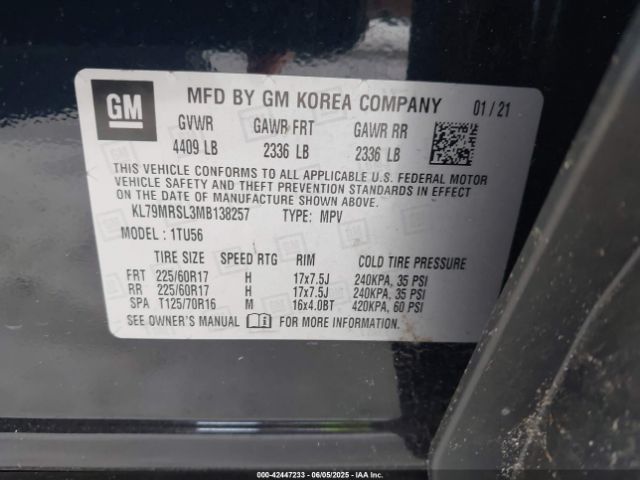 GM
MFD BY GM KOREA COMPANY 01 / 21
GVWR GAWR FRT GAWR RR
4409 LB 2336 LB 2336 LB
THIS VEHICLE CONFORMS TO ALL APPLICABLE U.S. FEDERAL MOTOR
VEHICLE SAFETY AND THEFT PREVENTION STANDARDS IN EFFECT
ON THE DATE OF MANUFACTURE SHOWN ABOVE.
KL79MRSL3MB138257 TYPE: MPV
MODEL : 1TU56
TIRE SIZE SPEED RTG RIM COLD TIRE PRESSURE
FRT 225/60R17 H 17x7.5J 240KPA, 35 PSI
RR 225/60R17 H 17x7.5J 240KPA, 35 PSI
SPA T125/70R16 M 16x4.0BT 420KPA, 60 PSI
SEE OWNER'S MANUAL i FOR MORE INFORMATION.
000-42447233 - 06/05/2025 - IAA Inc.